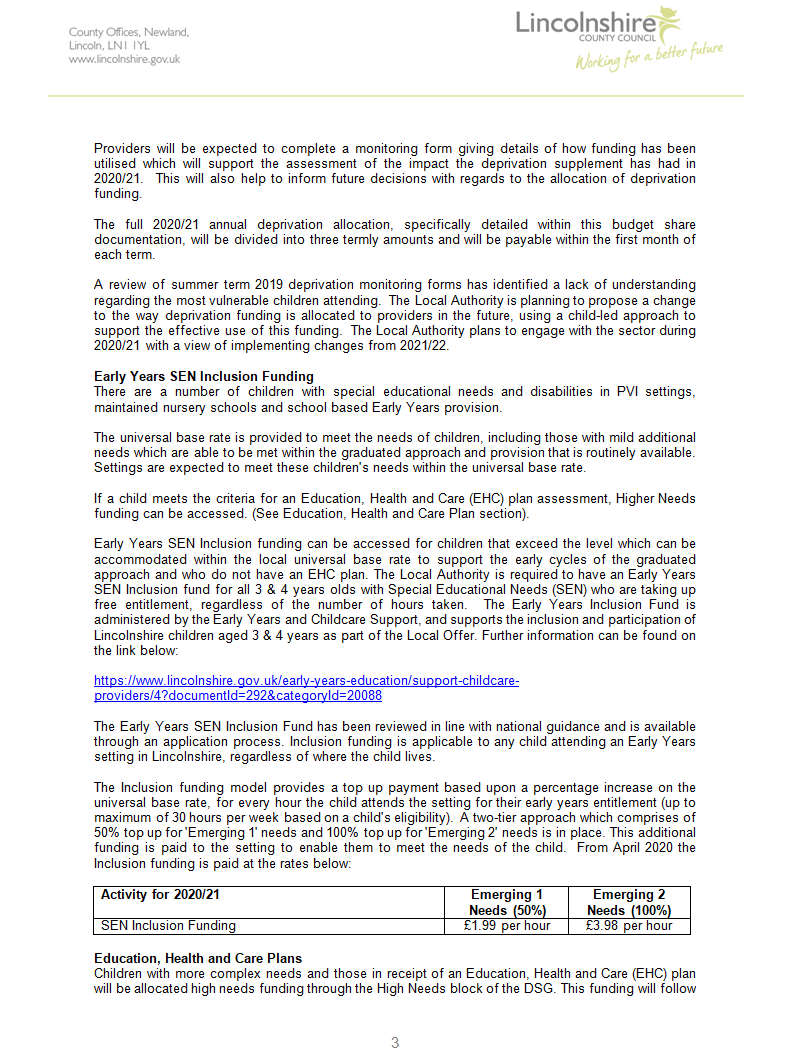 County Offices, Newland,
Lincoln, LN1 1YL
www.lincolnshire.gov.uk
Lincolnshire
COUNTY COUNCIL
Working for a better future
Providers will be expected to complete a monitoring form giving details of how funding has been
utilised which will support the assessment of the impact the deprivation supplement has had in
2020/21. This will also help to inform future decisions with regards to the allocation of deprivation
funding.
The full 2020/21 annual deprivation allocation, specifically detailed within this budget share
documentation, will be divided into three termly amounts and will be payable within the first month of
each term.
A review of summer term 2019 deprivation monitoring forms has identified a lack of understanding
regarding the most vulnerable children attending. The Local Authority is planning to propose a change
to the way deprivation funding is allocated to providers in the future, using a child-led approach to
support the effective use of this funding. The Local Authority plans to engage with the sector during
2020/21 with a view of implementing changes from 2021/22.
Early Years SEN Inclusion Funding
There are a number of children with special educational needs and disabilities in PVI settings,
maintained nursery schools and school based Early Years provision.
The universal base rate is provided to meet the needs of children, including those with mild additional
needs which are able to be met within the graduated approach and provision that is routinely available.
Settings are expected to meet these children's needs within the universal base rate.
If a child meets the criteria for an Education, Health and Care (EHC) plan assessment, Higher Needs
funding can be accessed. (See Education, Health and Care Plan section).
Early Years SEN Inclusion funding can be accessed for children that exceed the level which can be
accommodated within the local universal base rate to support the early cycles of the graduated
approach and who do not have an EHC plan. The Local Authority is required to have an Early Years
SEN Inclusion fund for all 3 & 4 years olds with Special Educational Needs (SEN) who are taking up
free entitlement, regardless of the number of hours taken. The Early Years Inclusion Fund is
administered by the Early Years and Childcare Support, and supports the inclusion and participation of
Lincolnshire children aged 3 & 4 years as part of the Local Offer. Further information can be found on
the link below:
https://www.lincolnshire.gov.uk/early-years-education/support-childcare-
providers/4?documentId=292&categoryId=20088
The Early Years SEN Inclusion Fund has been reviewed in line with national guidance and is available
through an application process. Inclusion funding is applicable to any child attending an Early Years
setting in Lincolnshire, regardless of where the child lives.
The Inclusion funding model provides a top up payment based upon a percentage increase on the
universal base rate, for every hour the child attends the setting for their early years entitlement (up to
maximum of 30 hours per week based on a child's eligibility). A two-tier approach which comprises of
50% top up for 'Emerging 1' needs and 100% top up for 'Emerging 2' needs is in place. This additional
funding is paid to the setting to enable them to meet the needs of the child. From April 2020 the
Inclusion funding is paid at the rates below:
Activity for 2020/21 Emerging 1 Emerging 2
Needs (50%) Needs (100%)
SEN Inclusion Funding £1.99 per hour £3.98 per hour
Education, Health and Care Plans
Children with more complex needs and those in receipt of an Education, Health and Care (EHC) plan
will be allocated high needs funding through the High Needs block of the DSG. This funding will follow
3